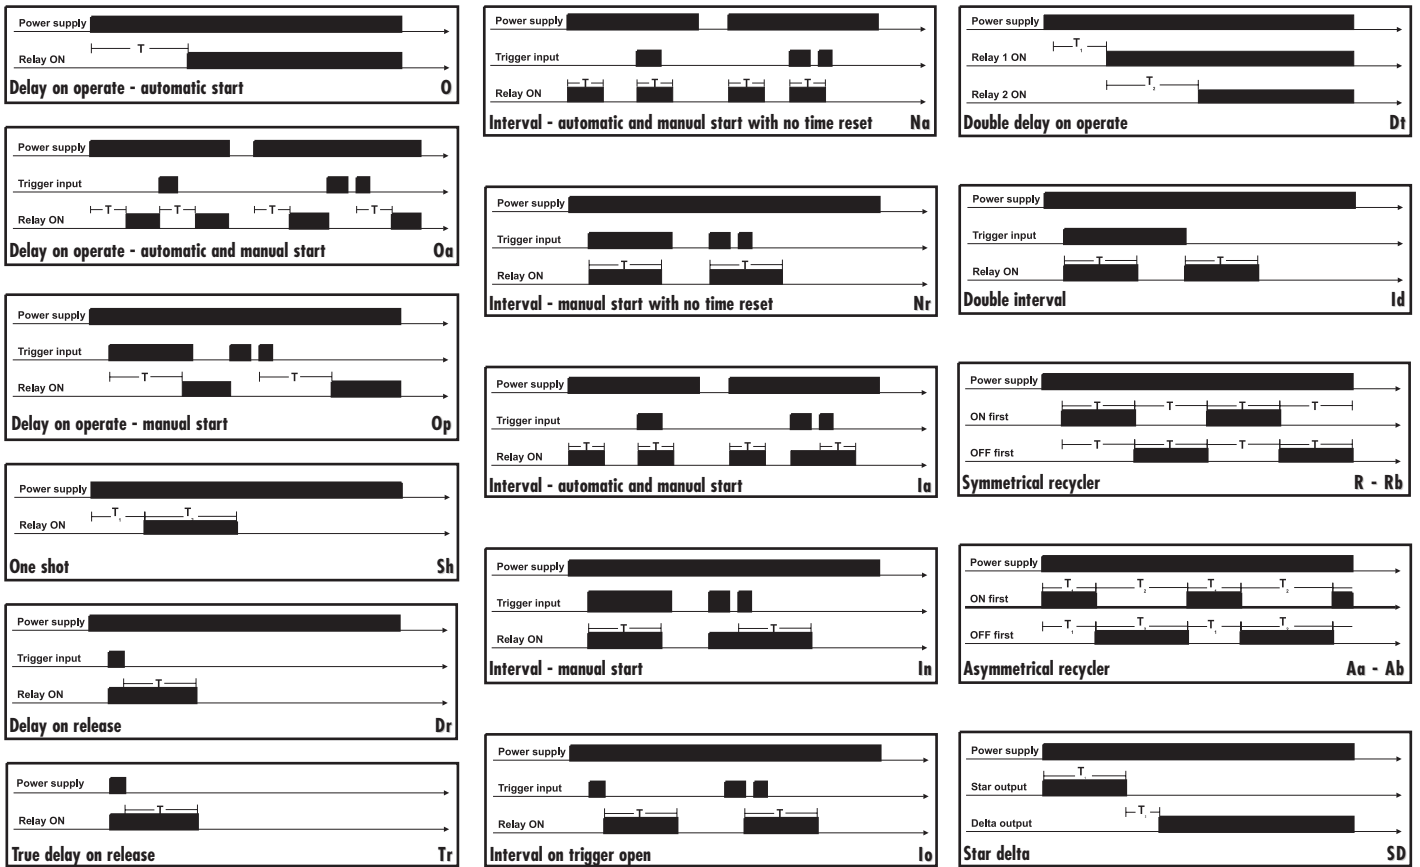 Power supply
T
Relay ON
Delay on operate - automatic start O
Power supply
Trigger input
T T T T
Relay ON
Delay on operate - automatic and manual start Oa
Power supply
Trigger input
T T
Relay ON
Delay on operate - manual start Op
Power supply
T1 T2
Relay ON
One shot Sh
Power supply
Trigger input
T
Relay ON
Delay on release Dr
Power supply
T
Relay ON
True delay on release Tr
Power supply
Trigger input
T T T T
Relay ON
Interval - automatic and manual start with no time reset Na
Power supply
Trigger input
T T
Relay ON
Interval - manual start with no time reset Nr
Power supply
Trigger input
T T T T
Relay ON
Interval - automatic and manual start Ia
Power supply
Trigger input
T T
Relay ON
Interval - manual start In
Power supply
Trigger input
T T
Relay ON
Interval on trigger open Io
Power supply
T1
Relay 1 ON
T2
Relay 2 ON
Double delay on operate Dt
Power supply
Trigger input
T T
Relay ON
Double interval Id
Power supply
T T T T
ON first
T T T T
OFF first
Symmetrical recycler R - Rb
Power supply
T1 T2 T1 T2
ON first
T1 T2 T1 T2
OFF first
Asymmetrical recycler Aa - Ab
Power supply
T1
Star output
T1
Delta output
Star delta SD